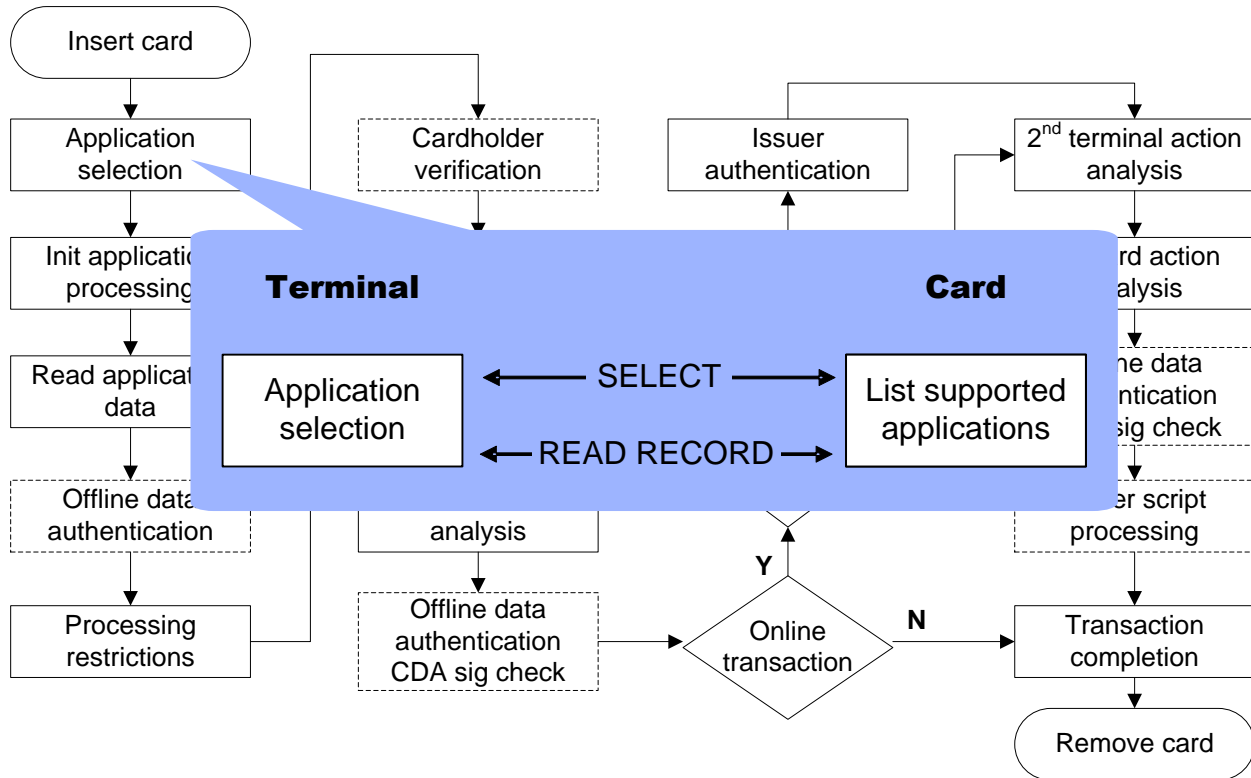 Insert card
Application
selection
Init application
processing
Read applicati
data
Offline data
authentication
Processing
restrictions
Cardholder
verification
analysis
Offline data
authentication
CDA sig check
Issuer
authentication
Y
Online
transaction
N
2nd terminal action
analysis
rd action
alysis
ne data
ntication
sig check
er script
processing
Transaction
completion
Remove card
Terminal
Card
Application
selection
SELECT
READ RECORD
List supported
applications